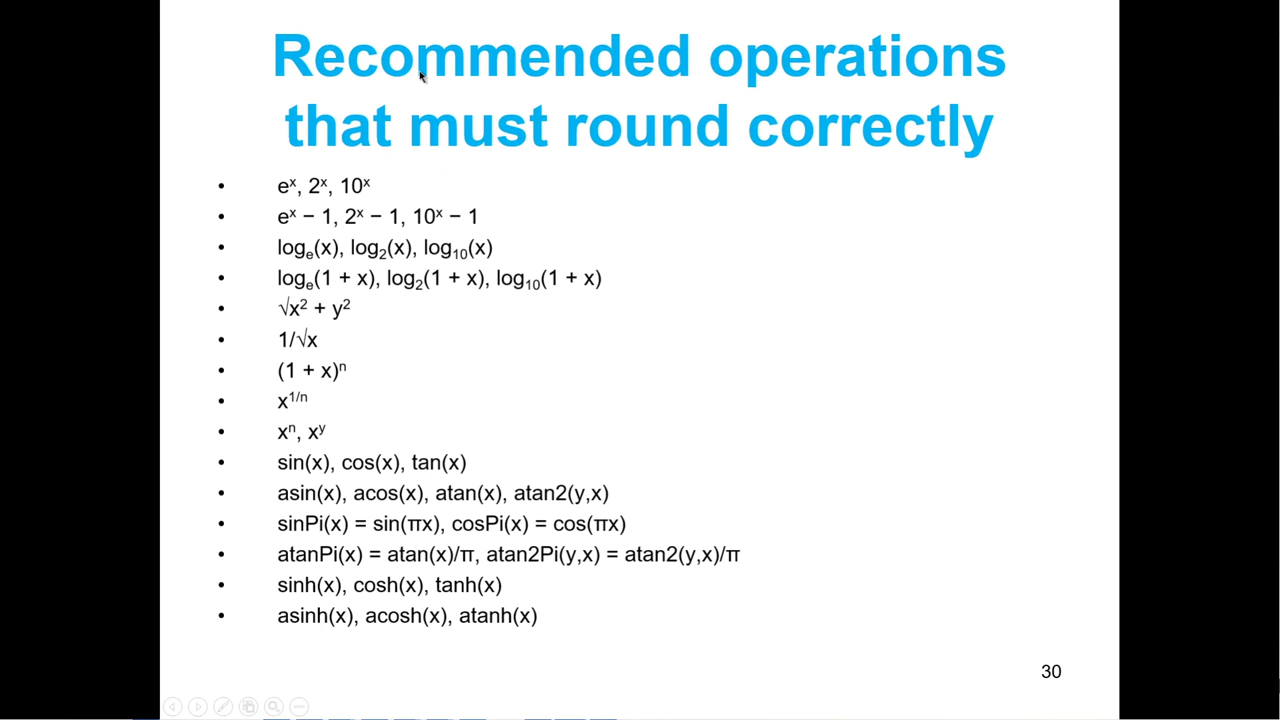 Recommended operations
that must round correctly
• eˣ, 2ˣ, 10ˣ
• eˣ − 1, 2ˣ − 1, 10ˣ − 1
• logₑ(x), log₂(x), log₁₀(x)
• logₑ(1 + x), log₂(1 + x), log₁₀(1 + x)
• √x² + y²
• 1/√x
• (1 + x)ⁿ
• x¹/ⁿ
• xⁿ, xʸ
• sin(x), cos(x), tan(x)
• asin(x), acos(x), atan(x), atan2(y,x)
• sinPi(x) = sin(πx), cosPi(x) = cos(πx)
• atanPi(x) = atan(x)/π, atan2Pi(y,x) = atan2(y,x)/π
• sinh(x), cosh(x), tanh(x)
• asinh(x), acosh(x), atanh(x)
30